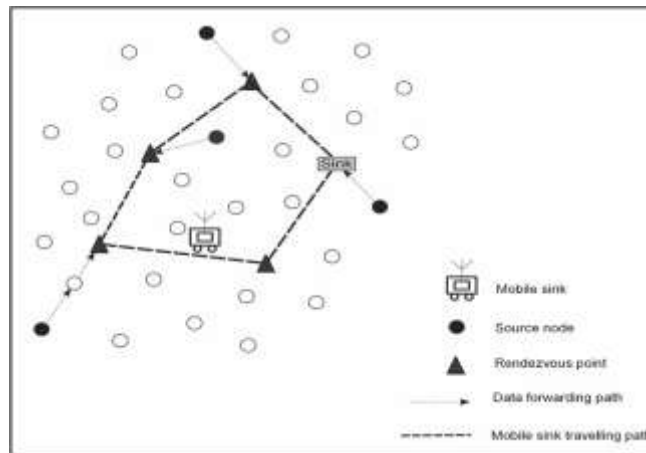 Sink
Mobile sink
Source node
Rendezvous point
Data forwarding path
Mobile sink travelling path